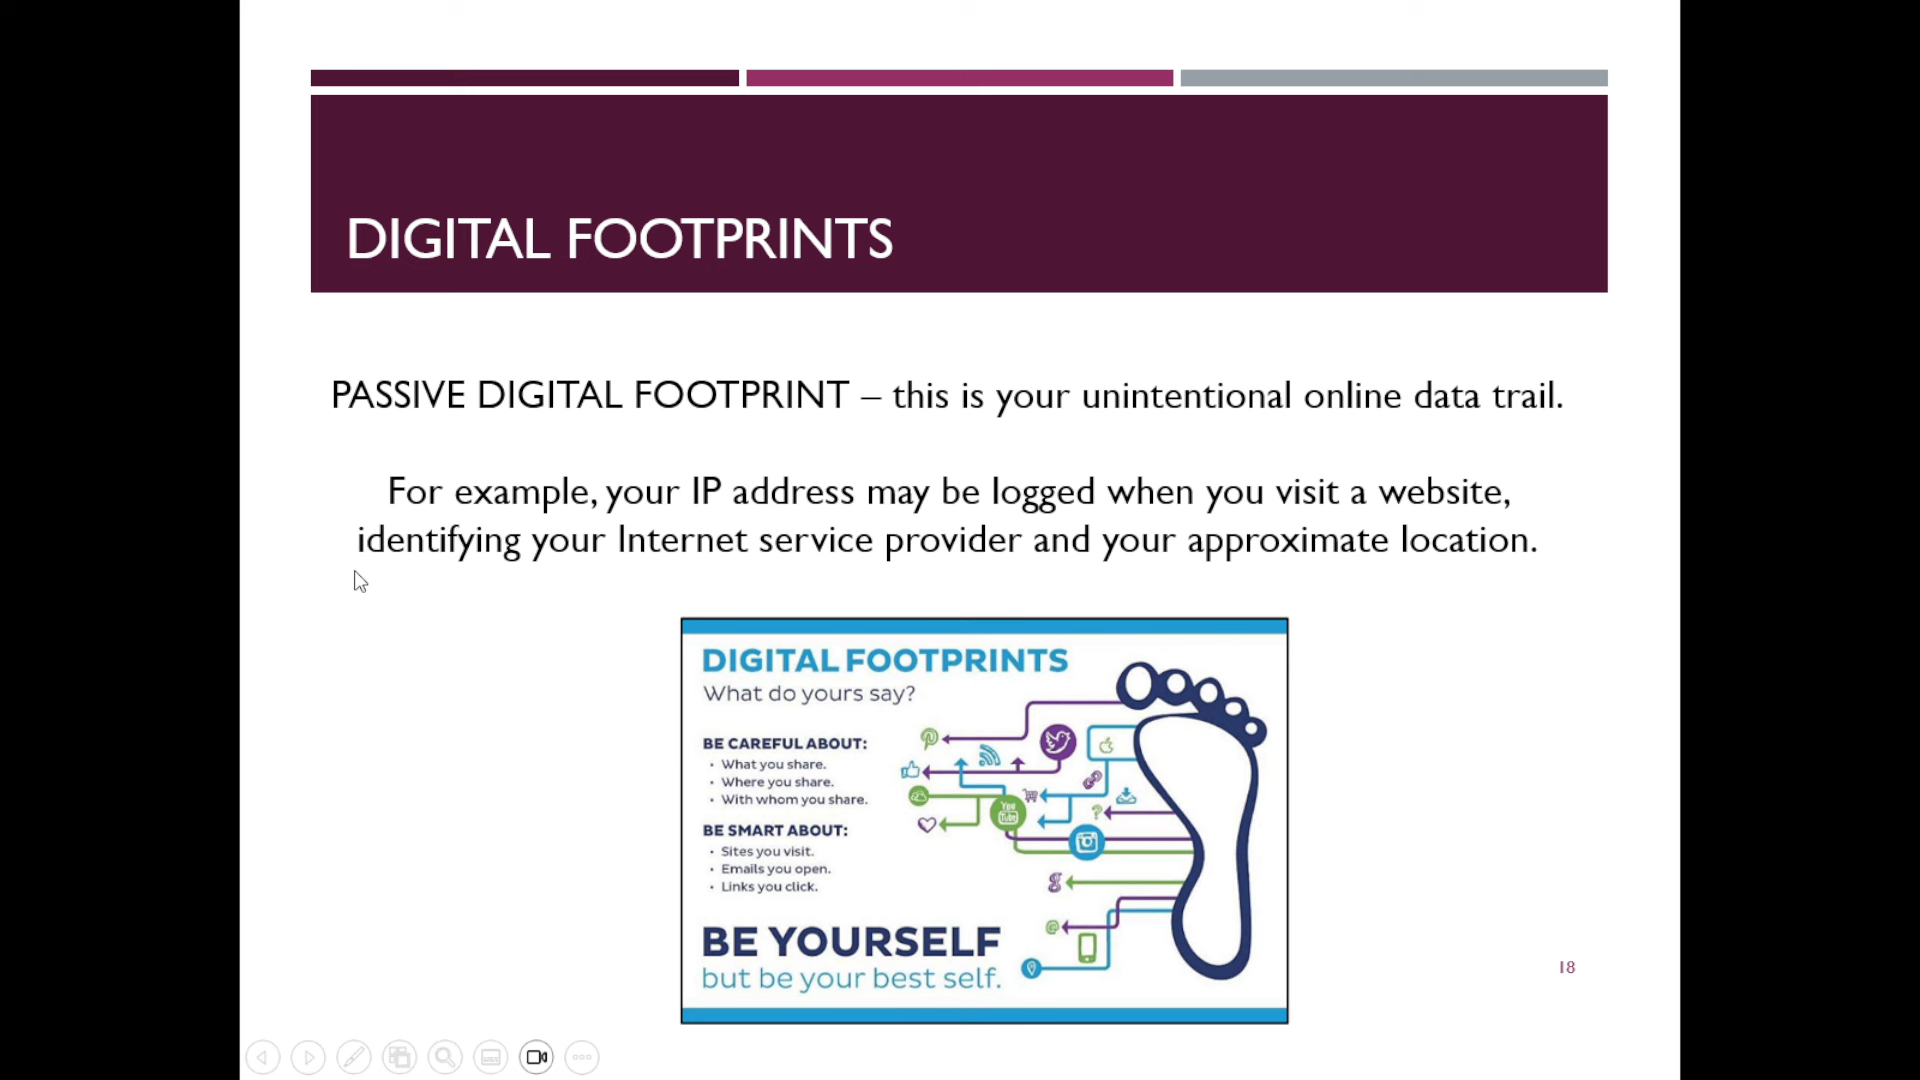 DIGITAL FOOTPRINTS
PASSIVE DIGITAL FOOTPRINT – this is your unintentional online data trail.
For example, your IP address may be logged when you visit a website,
identifying your Internet service provider and your approximate location.
DIGITAL FOOTPRINTS
What do yours say?
BE CAREFUL ABOUT:
• What you share.
• Where you share.
• With whom you share.
BE SMART ABOUT:
• Sites you visit.
• Emails you open.
• Links you click.
You
Tube
BE YOURSELF
but be your best self.
18